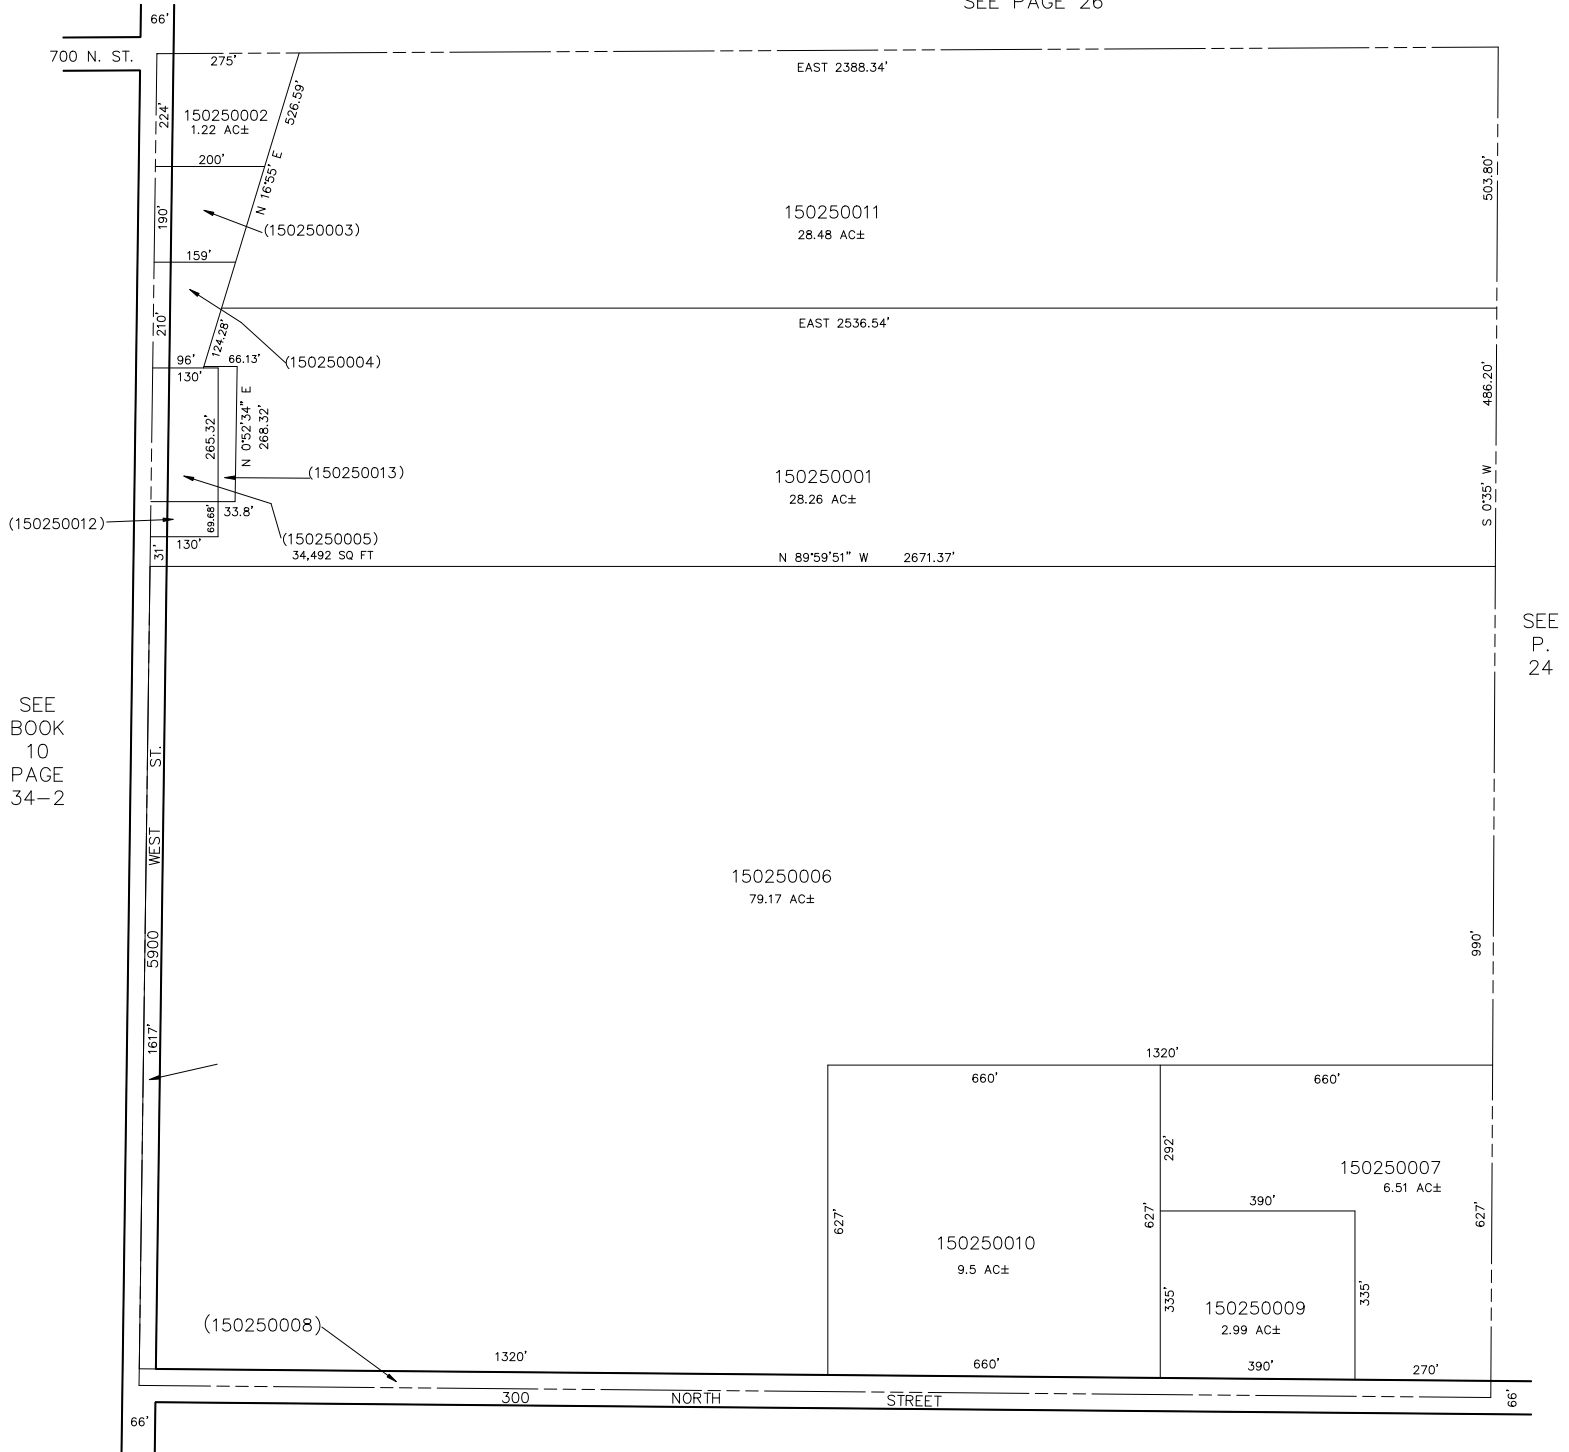 SEE PAGE 26
66'
700 N. ST.
275'
EAST 2388.34'
224'
150250002
1.22 AC±
526.59'
N 16°55' E
200'
503.80'
190'
(150250003)
150250011
28.48 AC±
159'
210'
124.28'
EAST 2536.54'
(150250004)
96'
66.13'
130'
486.20'
265.32'
N 0°52'34" E
268.32'
(150250013)
150250001
28.26 AC±
S 0°35' W
(150250012)
69.68'
33.8'
(150250005)
34,492 SQ FT
31'
130'
N 89°59'51" W 2671.37'
SEE
P.
24
SEE
BOOK
10
PAGE
34-2
5900 WEST ST.
150250006
79.17 AC±
990'
1617'
1320'
660'
660'
292'
150250007
6.51 AC±
390'
627'
627'
627'
150250010
9.5 AC±
335'
335'
150250009
2.99 AC±
(150250008)
1320'
660'
390'
270'
300 NORTH STREET
66'
66'